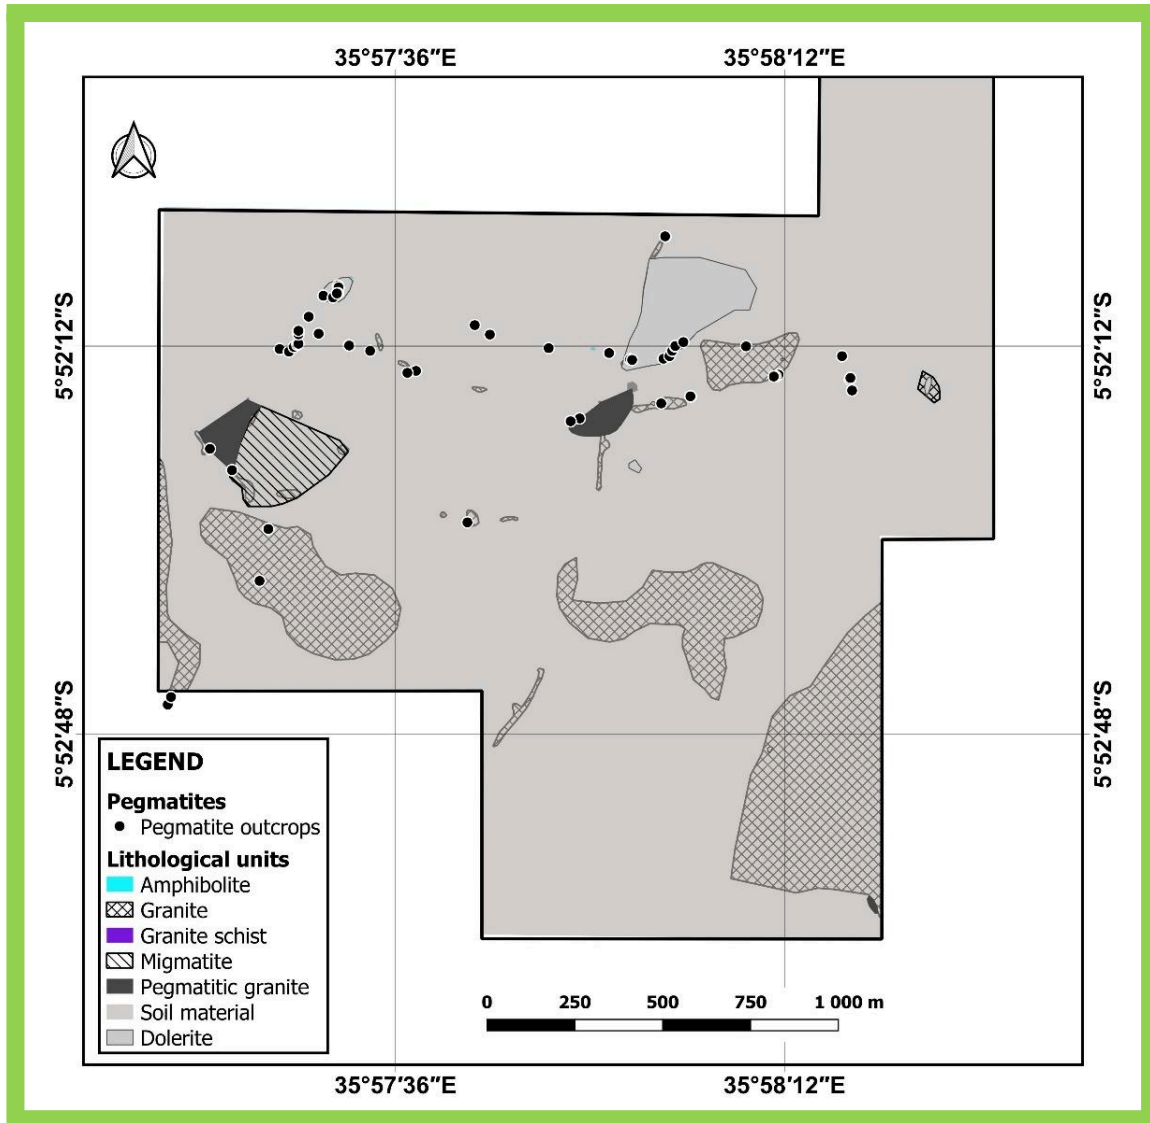 35°57′36″E 35°58′12″E
5°52′12″S 5°52′12″S
5°52′48″S 5°52′48″S
LEGEND
Pegmatites
Pegmatite outcrops
Lithological units
Amphibolite
Granite
Granite schist
Migmatite
Pegmatitic granite
Soil material
Dolerite
0 250 500 750 1 000 m
35°57′36″E 35°58′12″E